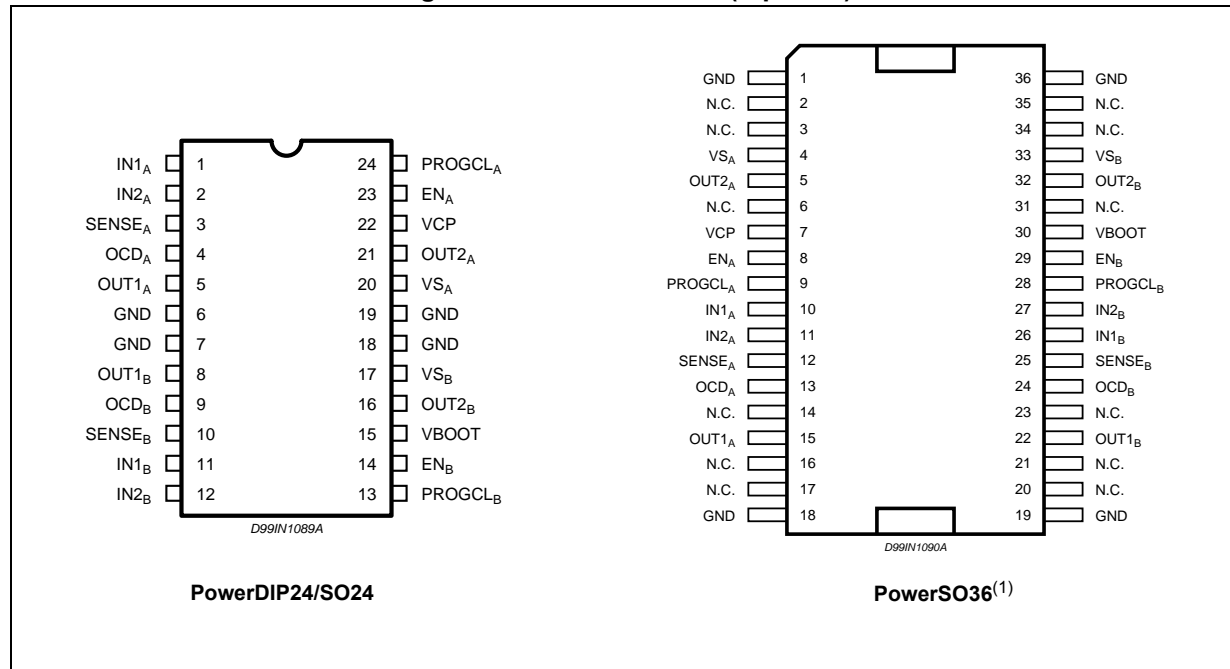 IN1A 1 24 PROGCLA
IN2A 2 23 ENA
SENSEA 3 22 VCP
OCDA 4 21 OUT2A
OUT1A 5 20 VSA
GND 6 19 GND
GND 7 18 GND
OUT1B 8 17 VSB
OCDB 9 16 OUT2B
SENSEB 10 15 VBOOT
IN1B 11 14 ENB
IN2B 12 13 PROGCLB
D99IN1089A
PowerDIP24/SO24
GND 1 36 GND
N.C. 2 35 N.C.
N.C. 3 34 N.C.
VSA 4 33 VSB
OUT2A 5 32 OUT2B
N.C. 6 31 N.C.
VCP 7 30 VBOOT
ENA 8 29 ENB
PROGCLA 9 28 PROGCLB
IN1A 10 27 IN2B
IN2A 11 26 IN1B
SENSEA 12 25 SENSEB
OCDA 13 24 OCDB
N.C. 14 23 N.C.
OUT1A 15 22 OUT1B
N.C. 16 21 N.C.
N.C. 17 20 N.C.
GND 18 19 GND
D99IN1090A
PowerSO36(1)